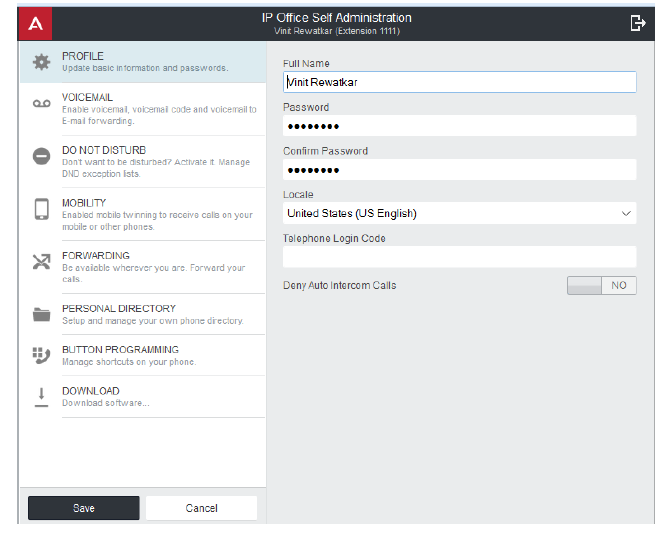 IP Office Self Administration
Vinit Rewatkar (Extension 1111)
PROFILE
Update basic information and passwords.
VOICEMAIL
Enable voicemail, voicemail code and voicemail to
E-mail forwarding.
DO NOT DISTURB
Don't want to be disturbed? Activate it. Manage
DND exception lists.
MOBILITY
Enabled mobile twinning to receive calls on your
mobile or other phones.
FORWARDING
Be available wherever you are. Forward your
calls.
PERSONAL DIRECTORY
Setup and manage your own phone directory.
BUTTON PROGRAMMING
Manage shortcuts on your phone.
DOWNLOAD
Download software...
Save
Cancel
Full Name
Vinit Rewatkar
Password
••••••••
Confirm Password
••••••••
Locale
United States (US English)
Telephone Login Code
Deny Auto Intercom Calls
NO